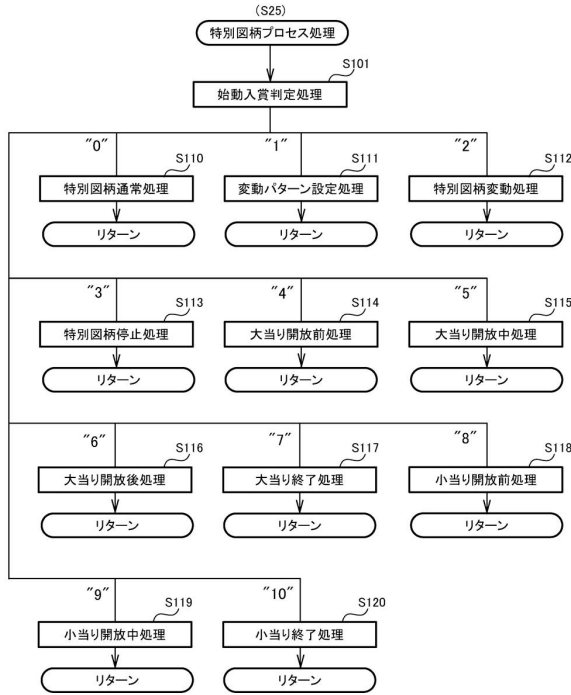 (S25)
特別図柄プロセス処理
S101
始動入賞判定処理
"0" "1" "2"
S110 S111 S112
特別図柄通常処理 変動パターン設定処理 特別図柄変動処理
リターン リターン リターン
"3" "4" "5"
S113 S114 S115
特別図柄停止処理 大当り開放前処理 大当り開放中処理
リターン リターン リターン
"6" "7" "8"
S116 S117 S118
大当り開放後処理 大当り終了処理 小当り開放前処理
リターン リターン リターン
"9" "10"
S119 S120
小当り開放中処理 小当り終了処理
リターン リターン